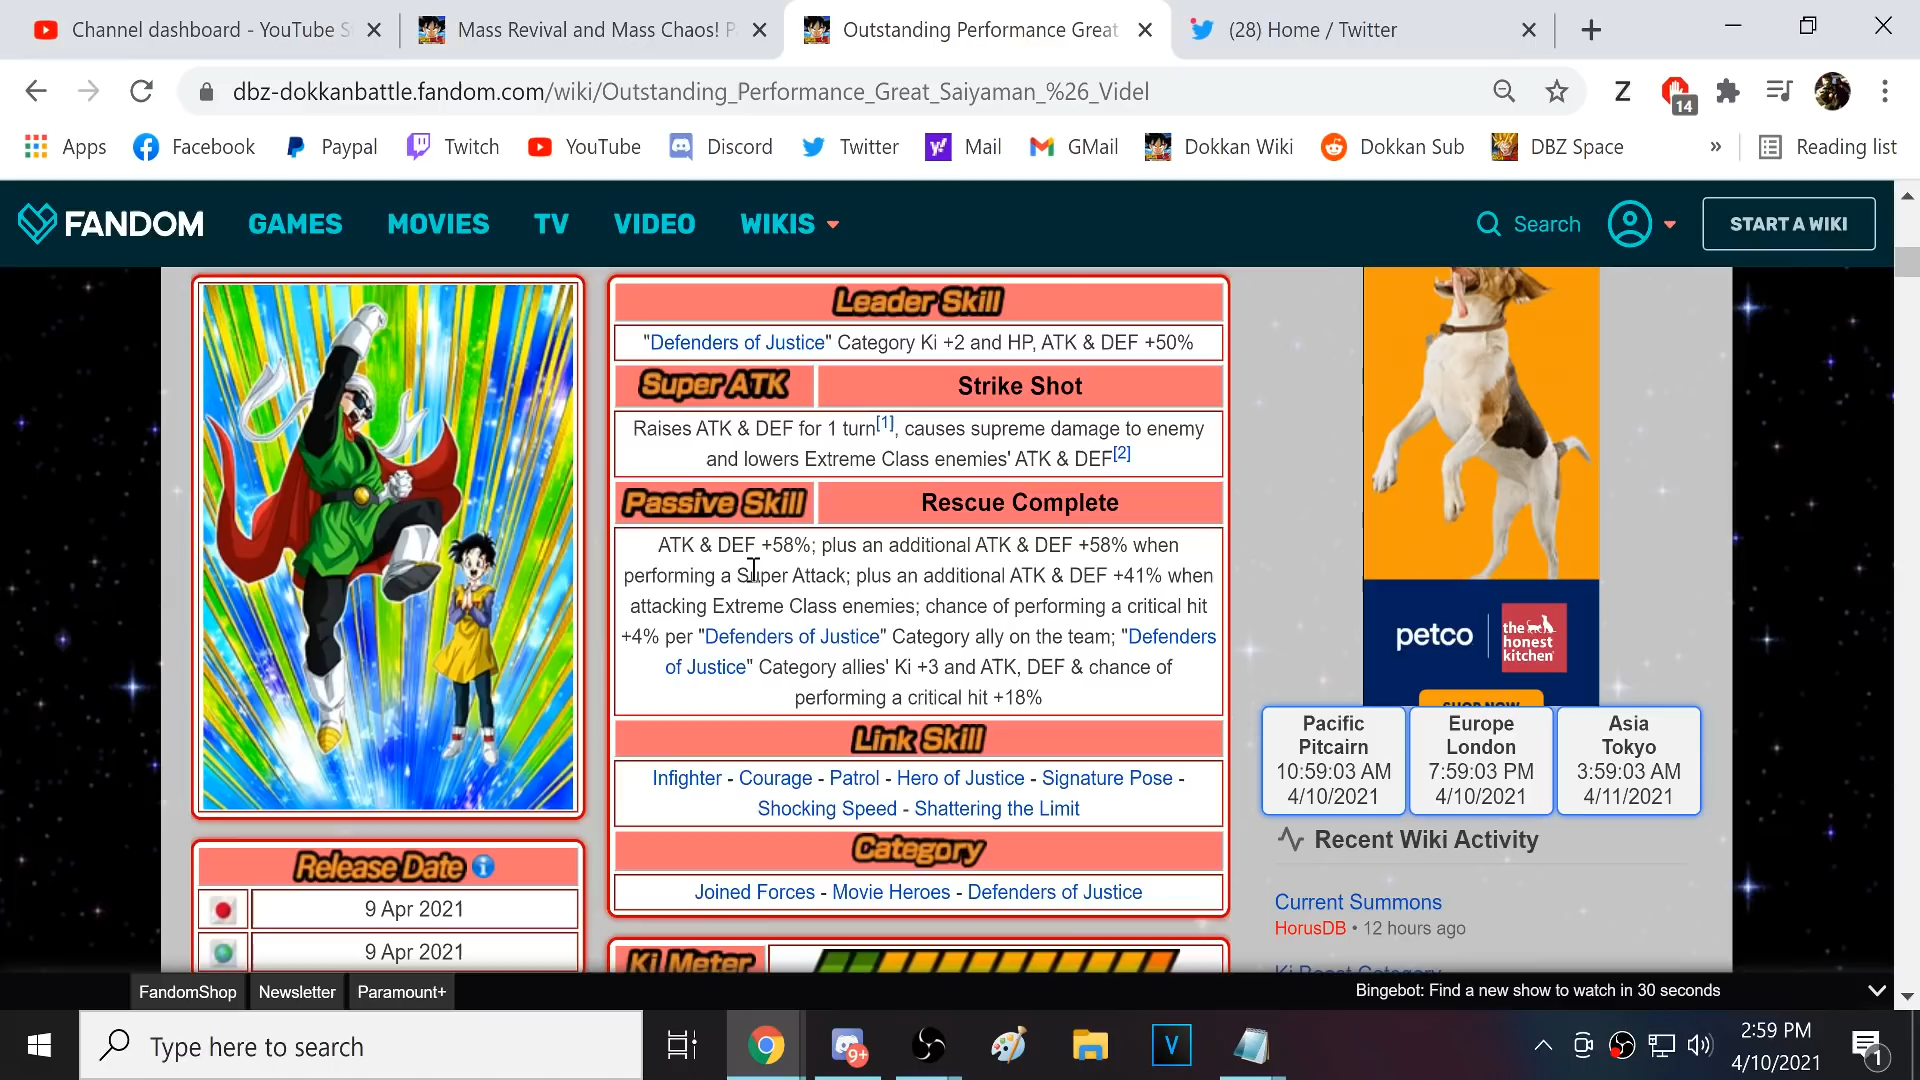 Channel dashboard - YouTube S
Mass Revival and Mass Chaos! P
Outstanding Performance Great
(28) Home / Twitter
dbz-dokkanbattle.fandom.com/wiki/Outstanding_Performance_Great_Saiyaman_%26_Videl
Z
14
Apps
Facebook
Paypal
Twitch
YouTube
Discord
Twitter
Mail
GMail
Dokkan Wiki
Dokkan Sub
DBZ Space
»
Reading list
FANDOM
GAMES
MOVIES
TV
VIDEO
WIKIS
Search
START A WIKI
Leader Skill
"Defenders of Justice" Category Ki +2 and HP, ATK & DEF +50%
Super ATK
Strike Shot
Raises ATK & DEF for 1 turn[1], causes supreme damage to enemy
and lowers Extreme Class enemies' ATK & DEF[2]
Passive Skill
Rescue Complete
ATK & DEF +58%; plus an additional ATK & DEF +58% when
performing a Super Attack; plus an additional ATK & DEF +41% when
attacking Extreme Class enemies; chance of performing a critical hit
+4% per "Defenders of Justice" Category ally on the team; "Defenders
of Justice" Category allies' Ki +3 and ATK, DEF & chance of
performing a critical hit +18%
Link Skill
Infighter - Courage - Patrol - Hero of Justice - Signature Pose -
Shocking Speed - Shattering the Limit
Category
Joined Forces - Movie Heroes - Defenders of Justice
Ki Meter
Release Date
9 Apr 2021
9 Apr 2021
petco
the
honest
kitchen
SHOP NOW
Pacific
Pitcairn
10:59:03 AM
4/10/2021
Europe
London
7:59:03 PM
4/10/2021
Asia
Tokyo
3:59:03 AM
4/11/2021
Recent Wiki Activity
Current Summons
HorusDB • 12 hours ago
Ki Boost Category
FandomShop
Newsletter
Paramount+
Bingebot: Find a new show to watch in 30 seconds
Type here to search
9+
V
2:59 PM
4/10/2021
1